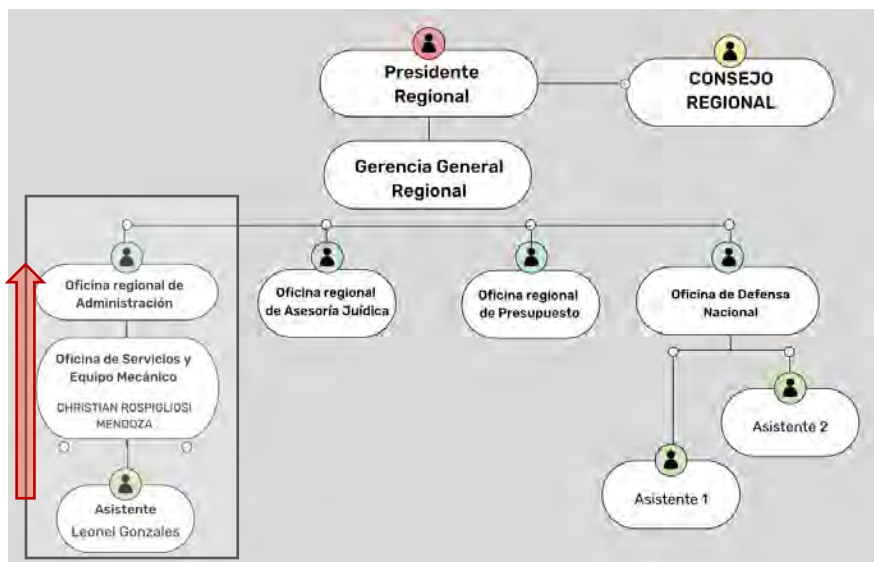 Presidente
Regional
CONSEJO
REGIONAL
Gerencia General
Regional
Oficina regional de
Administración
Oficina regional
de Asesoría Juídica
Oficina regional
de Presupuesto
Oficina de Defensa
Nacional
Oficina de Servicios y
Equipo Mecánico
CHRISTIAN ROSPIGLIOSI
MENDOZA
Asistente 2
Asistente 1
Asistente
Leonel Gonzales